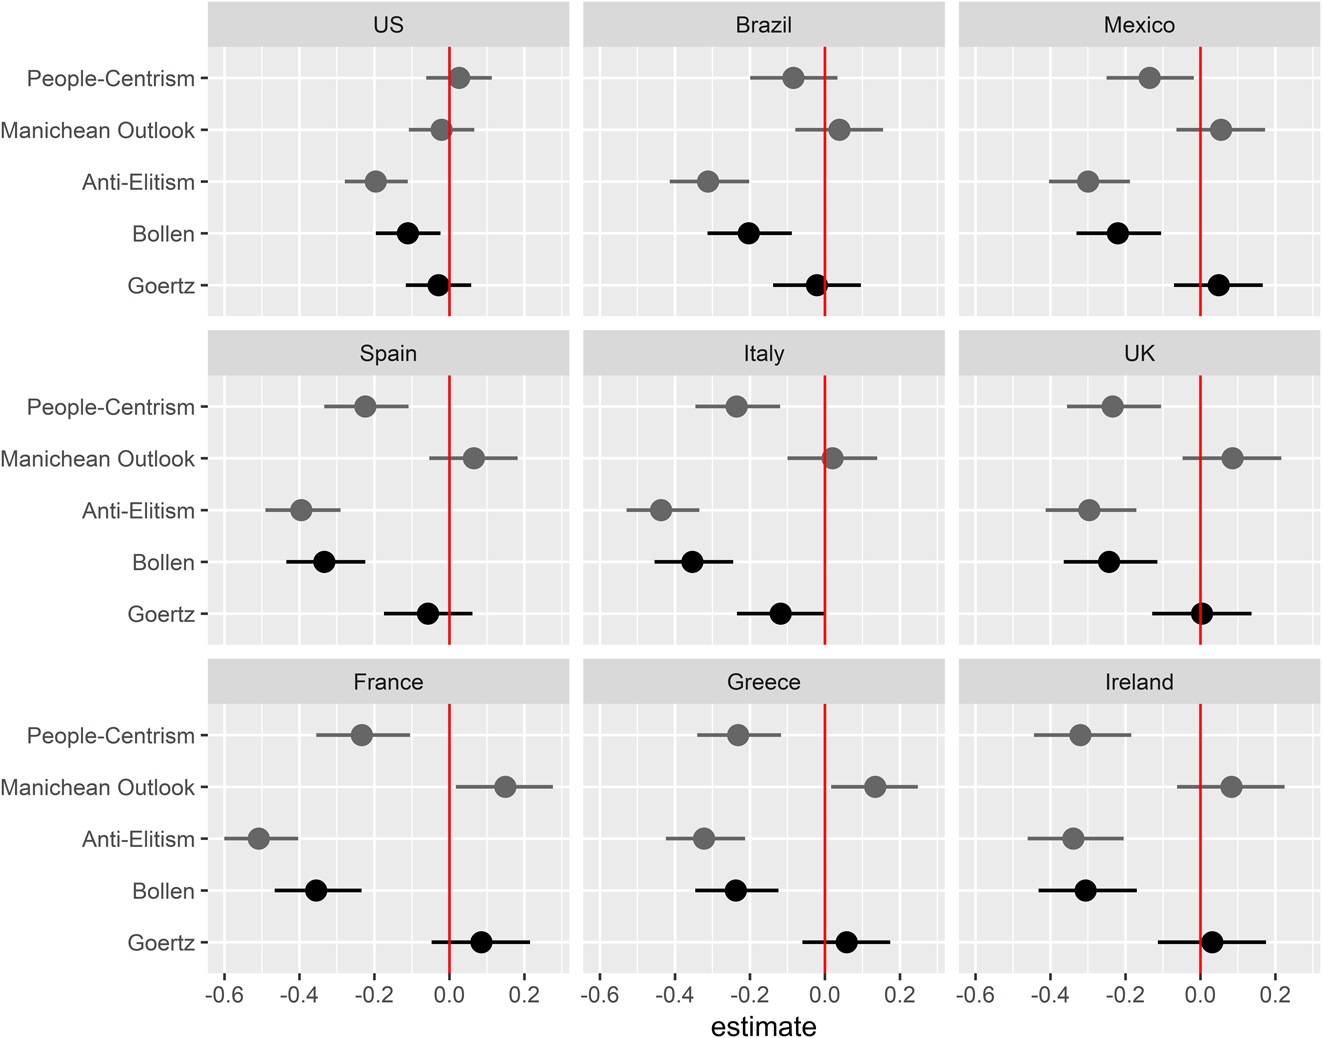 US Brazil Mexico
People-Centrism
Manichean Outlook
Anti-Elitism
Bollen
Goertz
Spain Italy UK
People-Centrism
Manichean Outlook
Anti-Elitism
Bollen
Goertz
France Greece Ireland
People-Centrism
Manichean Outlook
Anti-Elitism
Bollen
Goertz
-0.6 -0.4 -0.2 0.0 0.2 -0.6 -0.4 -0.2 0.0 0.2 -0.6 -0.4 -0.2 0.0 0.2
estimate